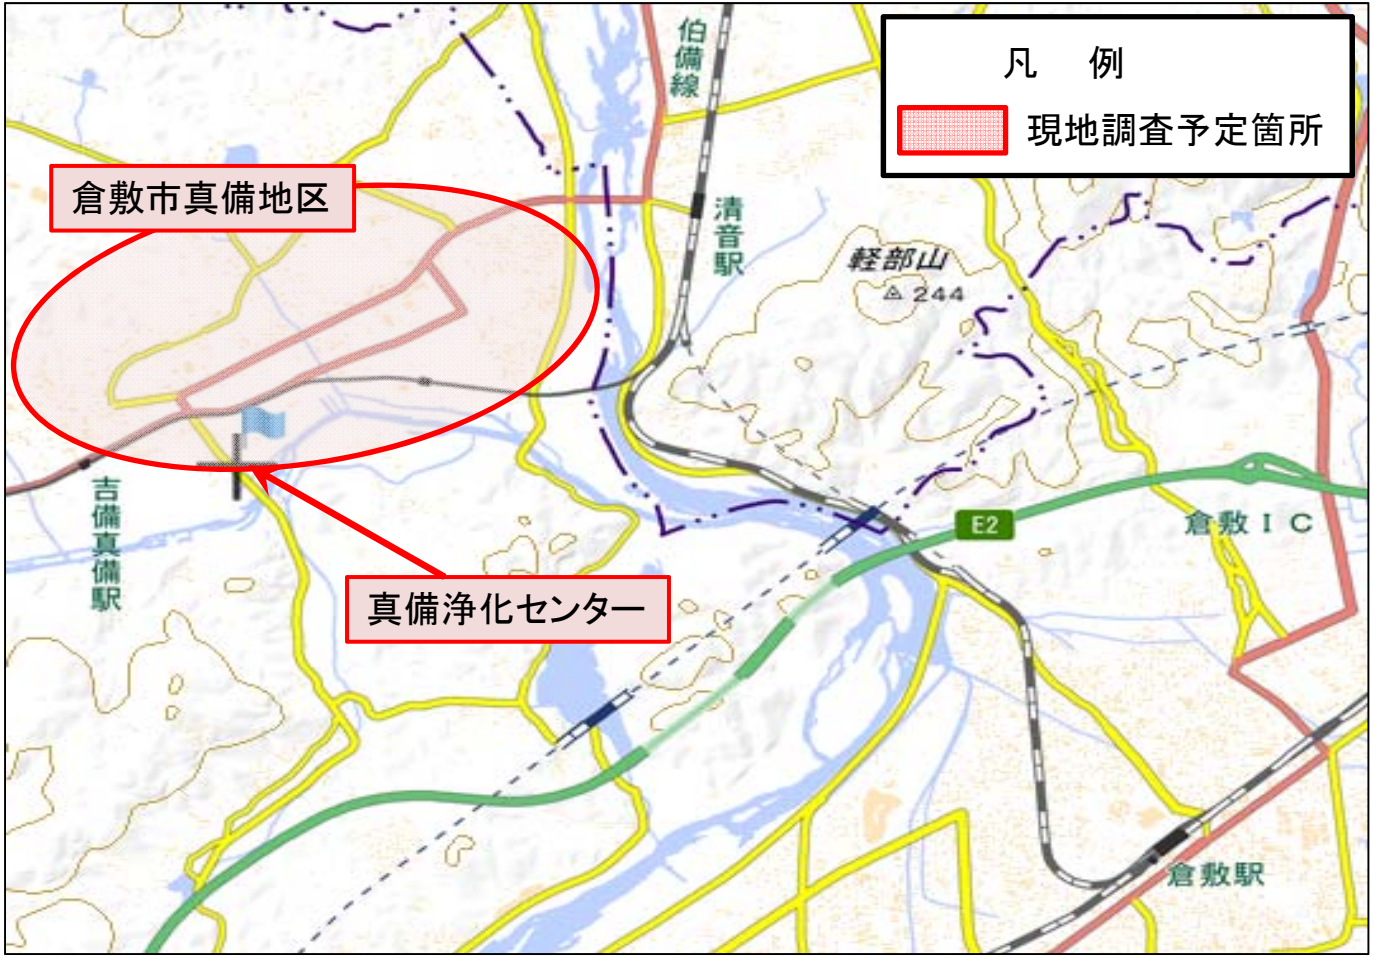 凡 例
現地調査予定箇所
伯備線
倉敷市真備地区
清音駅
軽部山
244
E2
倉敷IC
吉備真備駅
真備浄化センター
倉敷駅